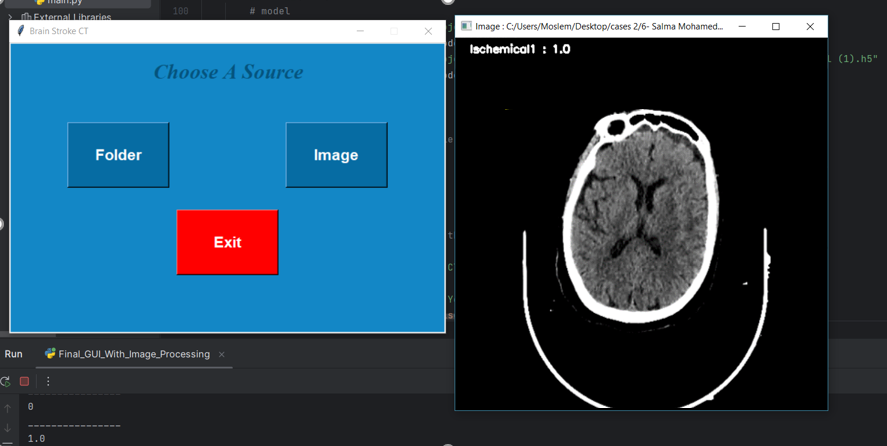 main.py
External Libraries
108
# model
Brain Stroke CT
Choose A Source
Folder
Image
Exit
Image : C:/Users/Moslem/Desktop/cases 2/6- Salma Mohamed...
Ischemical1 : 1.0
l (1).h5"
Run
Final_GUI_With_Image_Processing
----------------
0
----------------
1.0